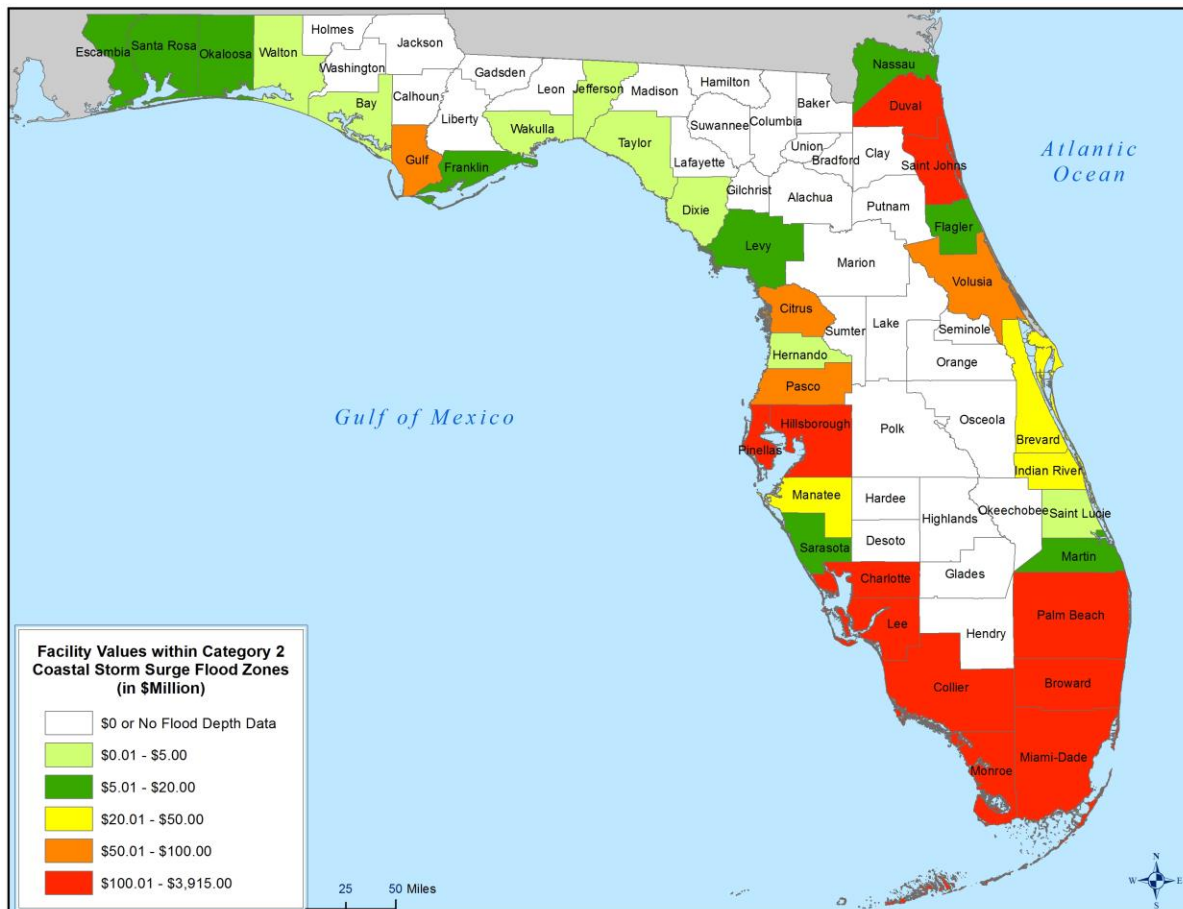 Holmes
Jackson
Escambia
Santa Rosa
Okaloosa
Walton
Washington
Gadsden
Nassau
Leon
Jefferson
Madison
Hamilton
Bay
Calhoun
Liberty
Baker
Duval
Wakulla
Taylor
Suwannee
Columbia
Gulf
Franklin
Lafayette
Union
Bradford
Clay
Saint Johns
Atlantic
Ocean
Gilchrist
Alachua
Putnam
Dixie
Flagler
Levy
Marion
Volusia
Citrus
Sumter
Lake
Seminole
Hernando
Orange
Pasco
Gulf of Mexico
Hillsborough
Polk
Osceola
Pinellas
Brevard
Indian River
Manatee
Hardee
Highlands
Okeechobee
Saint Lucie
Sarasota
Desoto
Martin
Charlotte
Glades
Lee
Palm Beach
Hendry
Collier
Broward
Monroe
Miami-Dade
Facility Values within Category 2
Coastal Storm Surge Flood Zones
(in $Million)
$0 or No Flood Depth Data
$0.01 - $5.00
$5.01 - $20.00
$20.01 - $50.00
$50.01 - $100.00
$100.01 - $3,915.00
25 50 Miles
N
W E
S